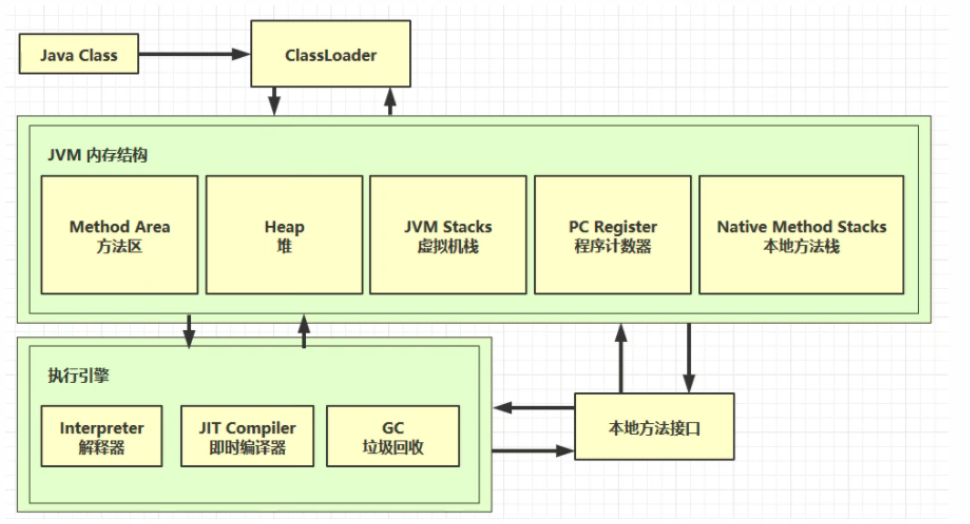 Java Class
ClassLoader
JVM 内存结构
Method Area
方法区
Heap
堆
JVM Stacks
虚拟机栈
PC Register
程序计数器
Native Method Stacks
本地方法栈
执行引擎
Interpreter
解释器
JIT Compiler
即时编译器
GC
垃圾回收
本地方法接口